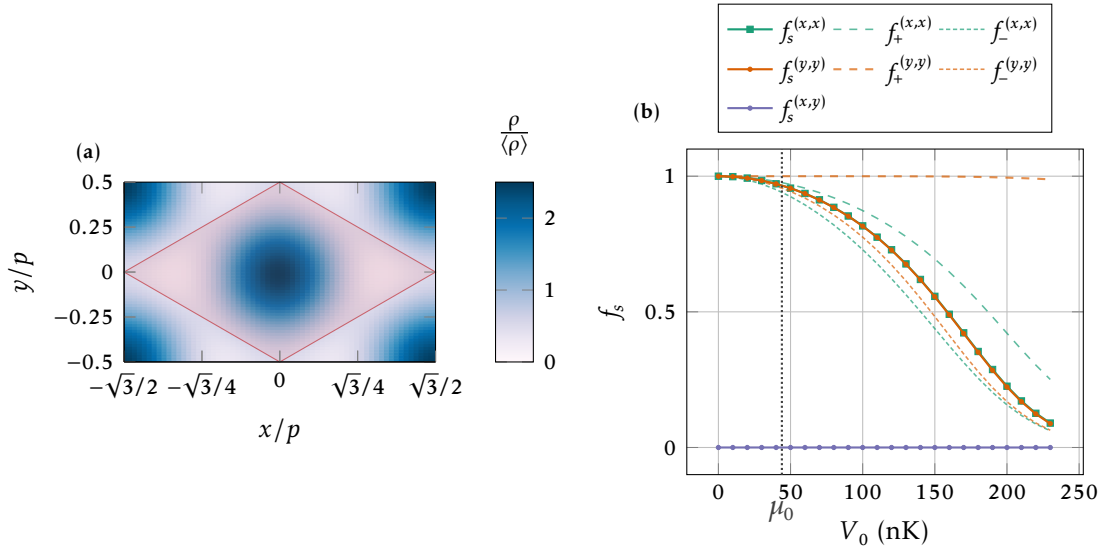 (a)
ρ
⟨ρ⟩
y/p
0.5
0.25
0
−0.25
−0.5
−√3/2
−√3/4
0
√3/4
√3/2
x/p
2
1
0
(b)
f_s^(x,x) f_+^(x,x) f_−^(x,x)
f_s^(y,y) f_+^(y,y) f_−^(y,y)
f_s^(x,y)
f_s
1
0.5
0
0 50 100 150 200 250
μ_0
V_0 (nK)